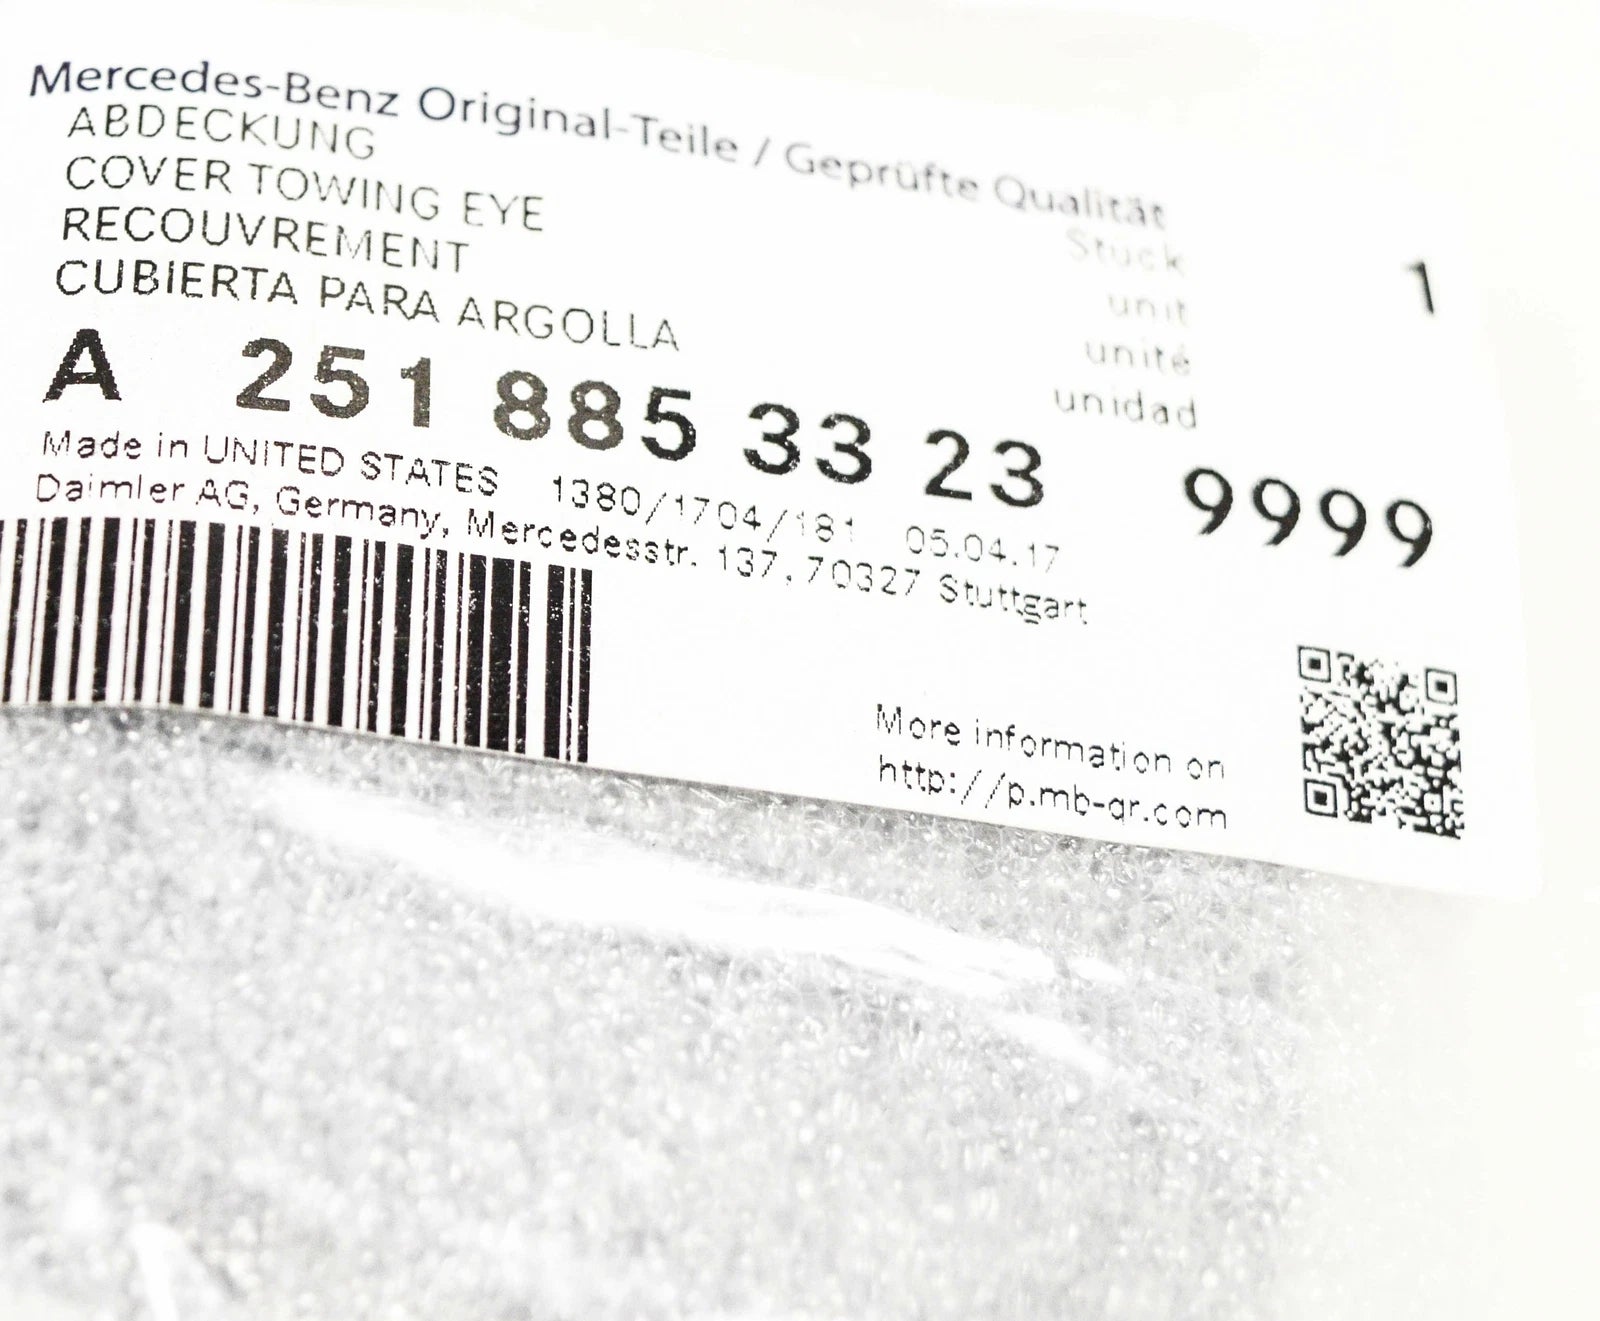 Mercedes-Benz Original-Teile / Geprüfte Qualität
ABDECKUNG
COVER TOWING EYE
RECOUVREMENT
CUBIERTA PARA ARGOLLA
Stück
unit
unité
unidad
1
A 251 885 33 23 9999
Made in UNITED STATES 1380/1704/181 05.04.17
Daimler AG, Germany, Mercedesstr. 137, 70327 Stuttgart
More information on
http://p.mb-qr.com